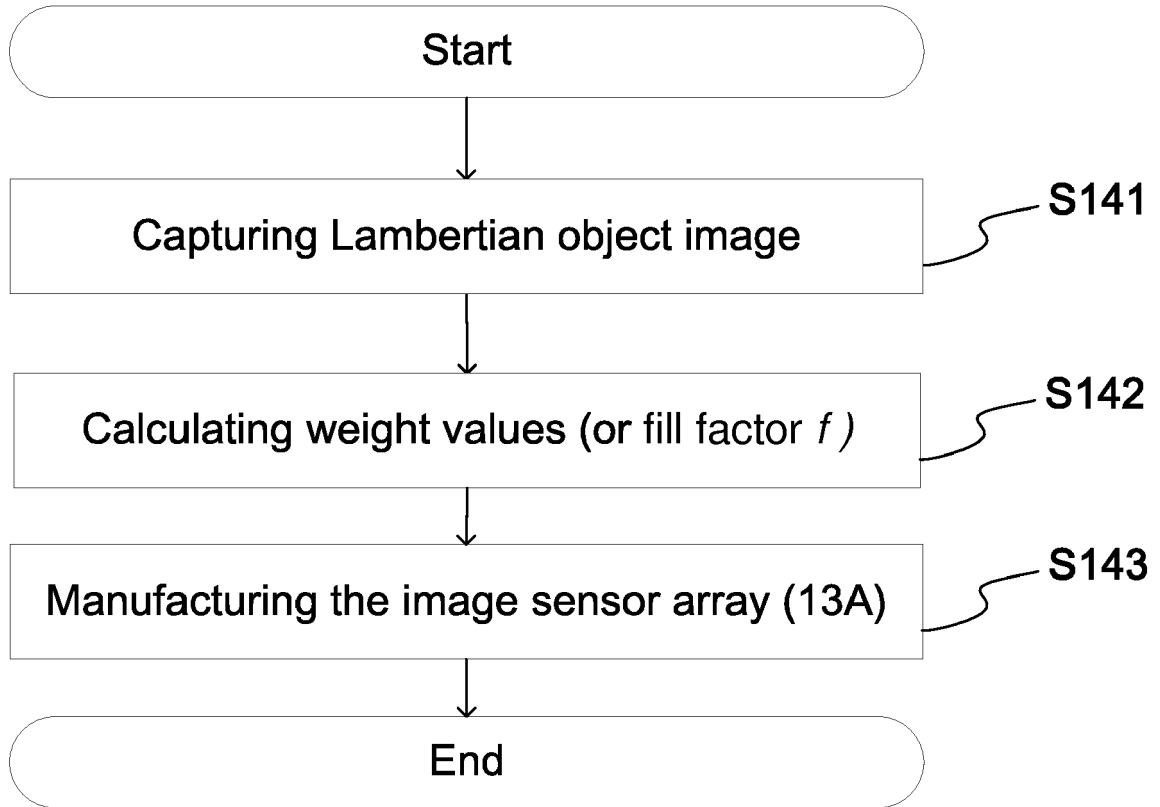 Start
Capturing Lambertian object image
S141
Calculating weight values (or fill factor f )
S142
Manufacturing the image sensor array (13A)
S143
End